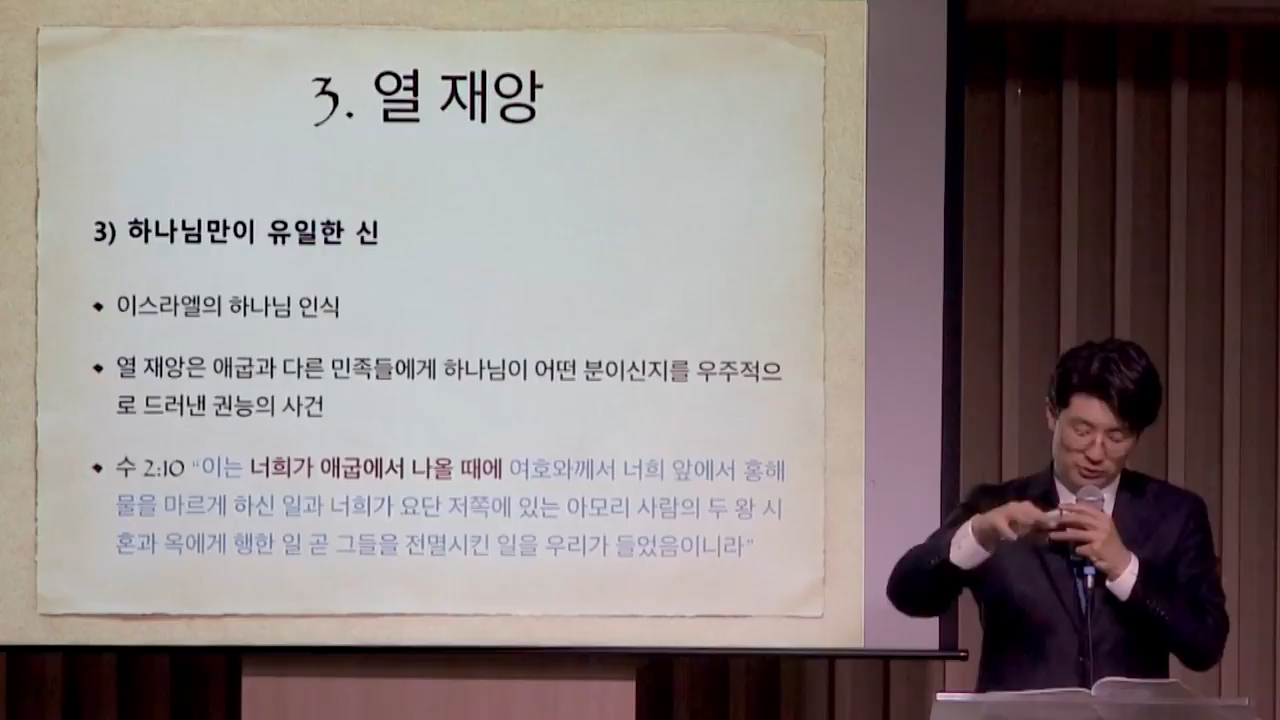 3. 열 재앙
3) 하나님만이 유일한 신
이스라엘의 하나님 인식
열 재앙은 애굽과 다른 민족들에게 하나님이 어떤 분이신지를 우주적으
로 드러낸 권능의 사건
수 2:10 “이는 너희가 애굽에서 나올 때에 여호와께서 너희 앞에서 홍해
물을 마르게 하신 일과 너희가 요단 저쪽에 있는 아모리 사람의 두 왕 시
혼과 옥에게 행한 일 곧 그들을 전멸시킨 일을 우리가 들었음이니라”